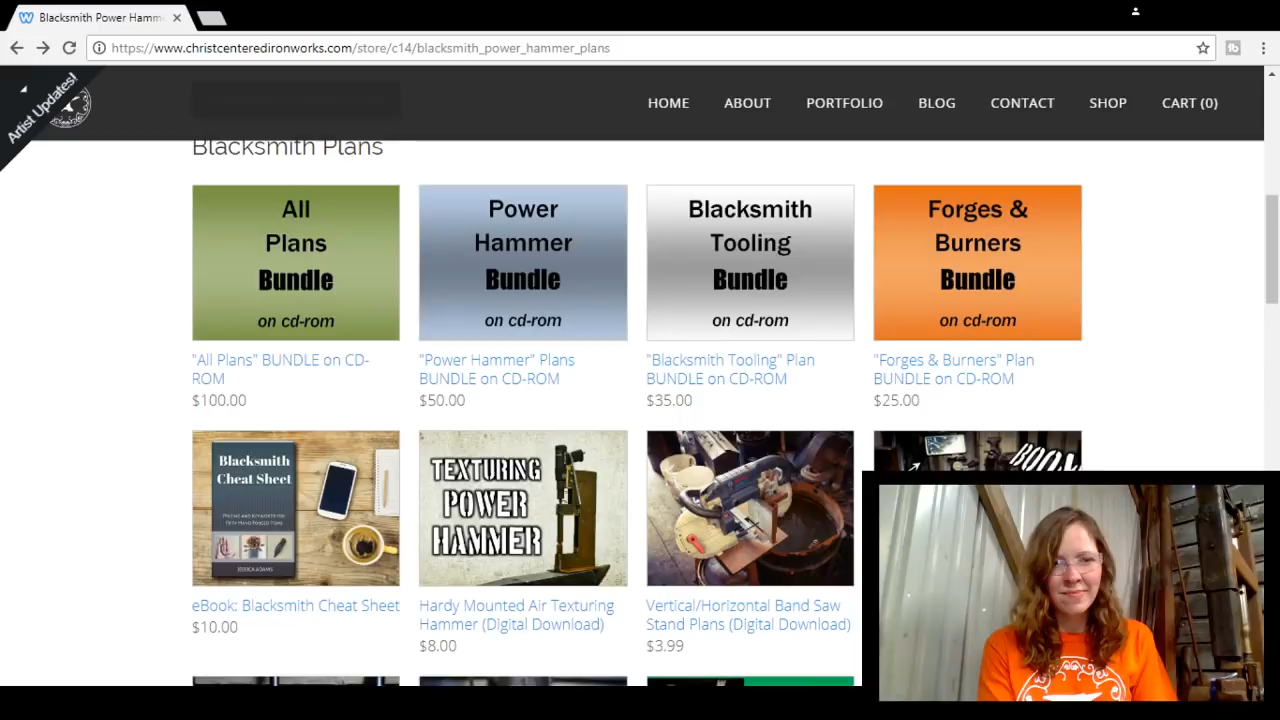 Blacksmith Power Hamm
https://www.christcenteredironworks.com/store/c14/blacksmith_power_hammer_plans
Artist Updates!
HOME
ABOUT
PORTFOLIO
BLOG
CONTACT
SHOP
CART (0)
Blacksmith Plans
All
Plans
Bundle
on cd-rom
Power
Hammer
Bundle
on cd-rom
Blacksmith
Tooling
Bundle
on cd-rom
Forges &
Burners
Bundle
on cd-rom
"All Plans" BUNDLE on CD-
ROM
$100.00
"Power Hammer" Plans
BUNDLE on CD-ROM
$50.00
"Blacksmith Tooling" Plan
BUNDLE on CD-ROM
$35.00
"Forges & Burners" Plan
BUNDLE on CD-ROM
$25.00
Blacksmith
Cheat Sheet
JESSICA ADAMS
TEXTURING
POWER
HAMMER
eBook: Blacksmith Cheat Sheet
$10.00
Hardy Mounted Air Texturing
Hammer (Digital Download)
$8.00
Vertical/Horizontal Band Saw
Stand Plans (Digital Download)
$3.99